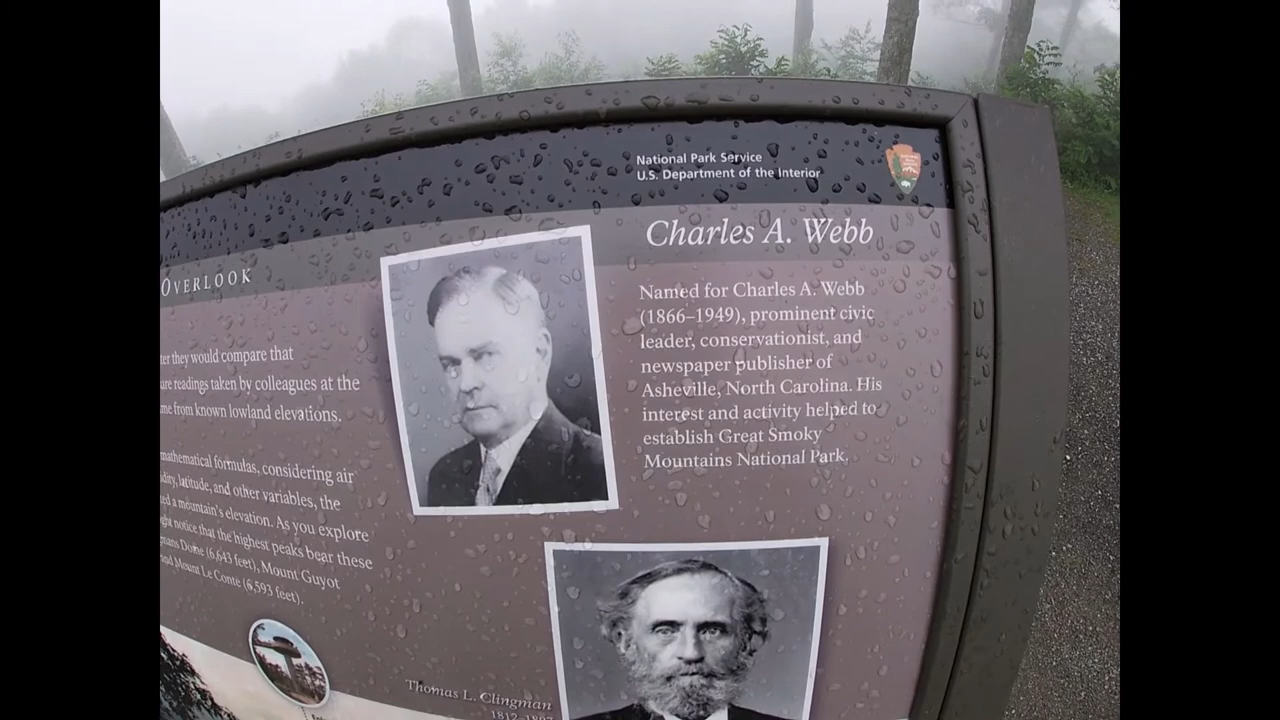 National Park Service
U.S. Department of the Interior
Charles A. Webb
OVERLOOK
Named for Charles A. Webb
(1866–1949), prominent civic
leader, conservationist, and
newspaper publisher of
Asheville, North Carolina. His
interest and activity helped to
establish Great Smoky
Mountains National Park.
they would compare that
readings taken by colleagues at the
from known lowland elevations.
mathematical formulas, considering air
latitude, and other variables, the
a mountain's elevation. As you explore
notice that the highest peaks bear these
Dome (6,643 feet), Mount Guyot
Mount Le Conte (6,593 feet).
Thomas L. Clingman